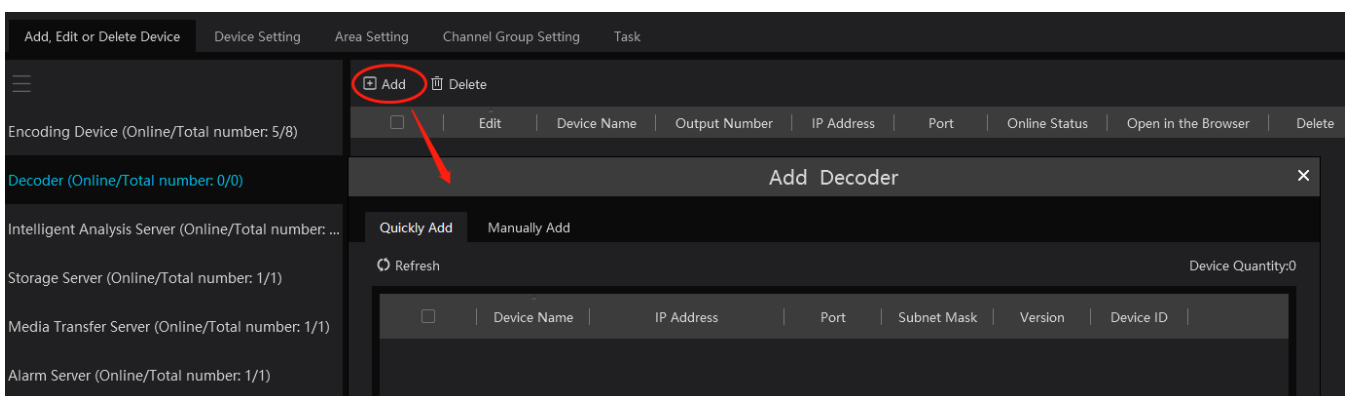 Add, Edit or Delete Device Device Setting Area Setting Channel Group Setting Task
Add Delete
Encoding Device (Online/Total number: 5/8)
Edit Device Name Output Number IP Address Port Online Status Open in the Browser Delete
Decoder (Online/Total number: 0/0)
Add Decoder
Intelligent Analysis Server (Online/Total number: ...
Quickly Add Manually Add
Refresh Device Quantity:0
Storage Server (Online/Total number: 1/1)
Device Name IP Address Port Subnet Mask Version Device ID
Media Transfer Server (Online/Total number: 1/1)
Alarm Server (Online/Total number: 1/1)